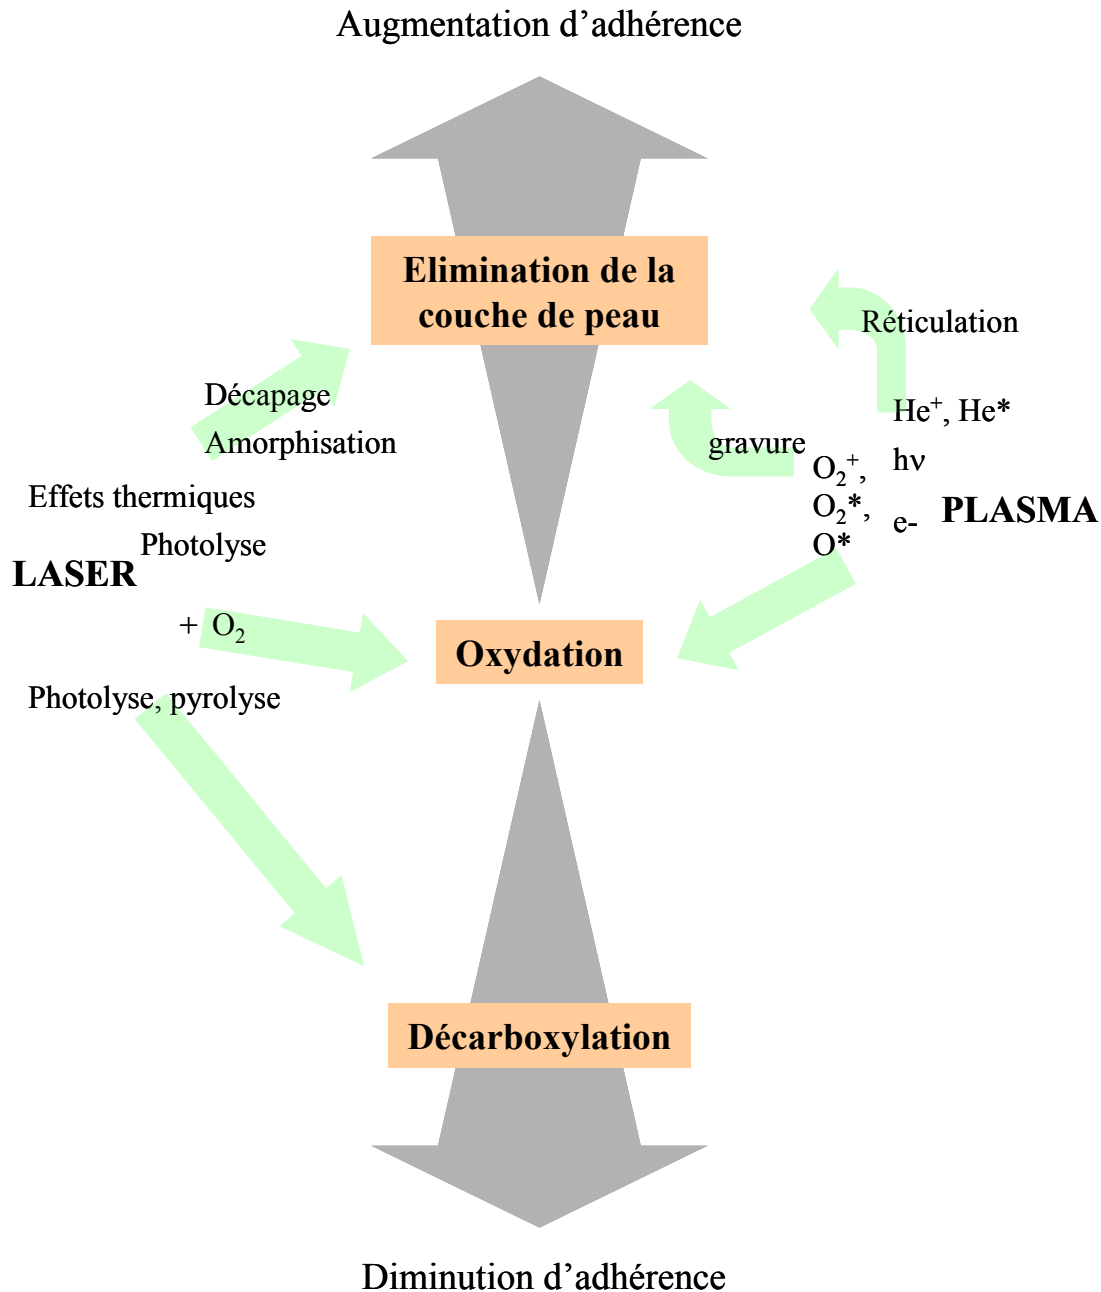 Augmentation d’adhérence
Elimination de la
couche de peau
Réticulation
Décapage
Amorphisation
He⁺, He*
gravure
O₂⁺,
hν
Effets thermiques
O₂*,
PLASMA
e-
Photolyse
O*
LASER
+ O₂
Oxydation
Photolyse, pyrolyse
Décarboxylation
Diminution d’adhérence